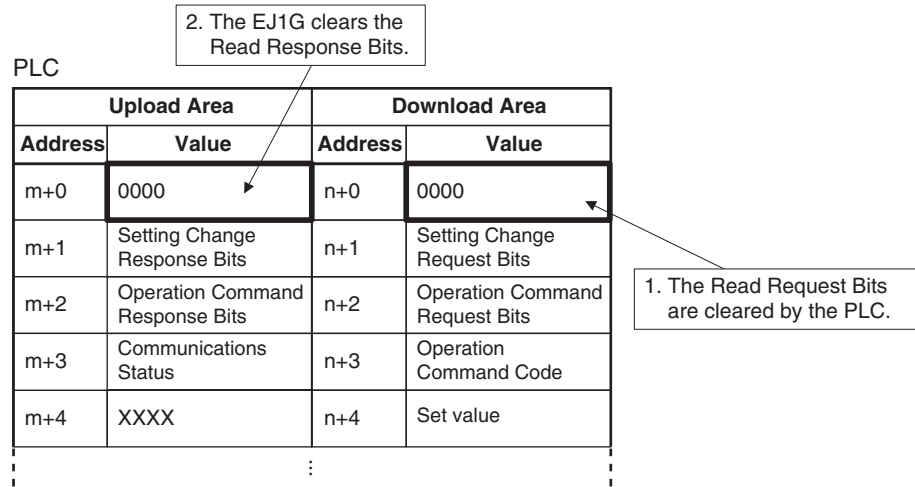 2. The EJ1G clears the
Read Response Bits.
PLC
Upload Area Download Area
Address Value Address Value
m+0 0000 n+0 0000
m+1 Setting Change n+1 Setting Change
Response Bits Request Bits
m+2 Operation Command n+2 Operation Command
Response Bits Request Bits
1. The Read Request Bits
are cleared by the PLC.
m+3 Communications n+3 Operation
Status Command Code
m+4 XXXX n+4 Set value
⋮